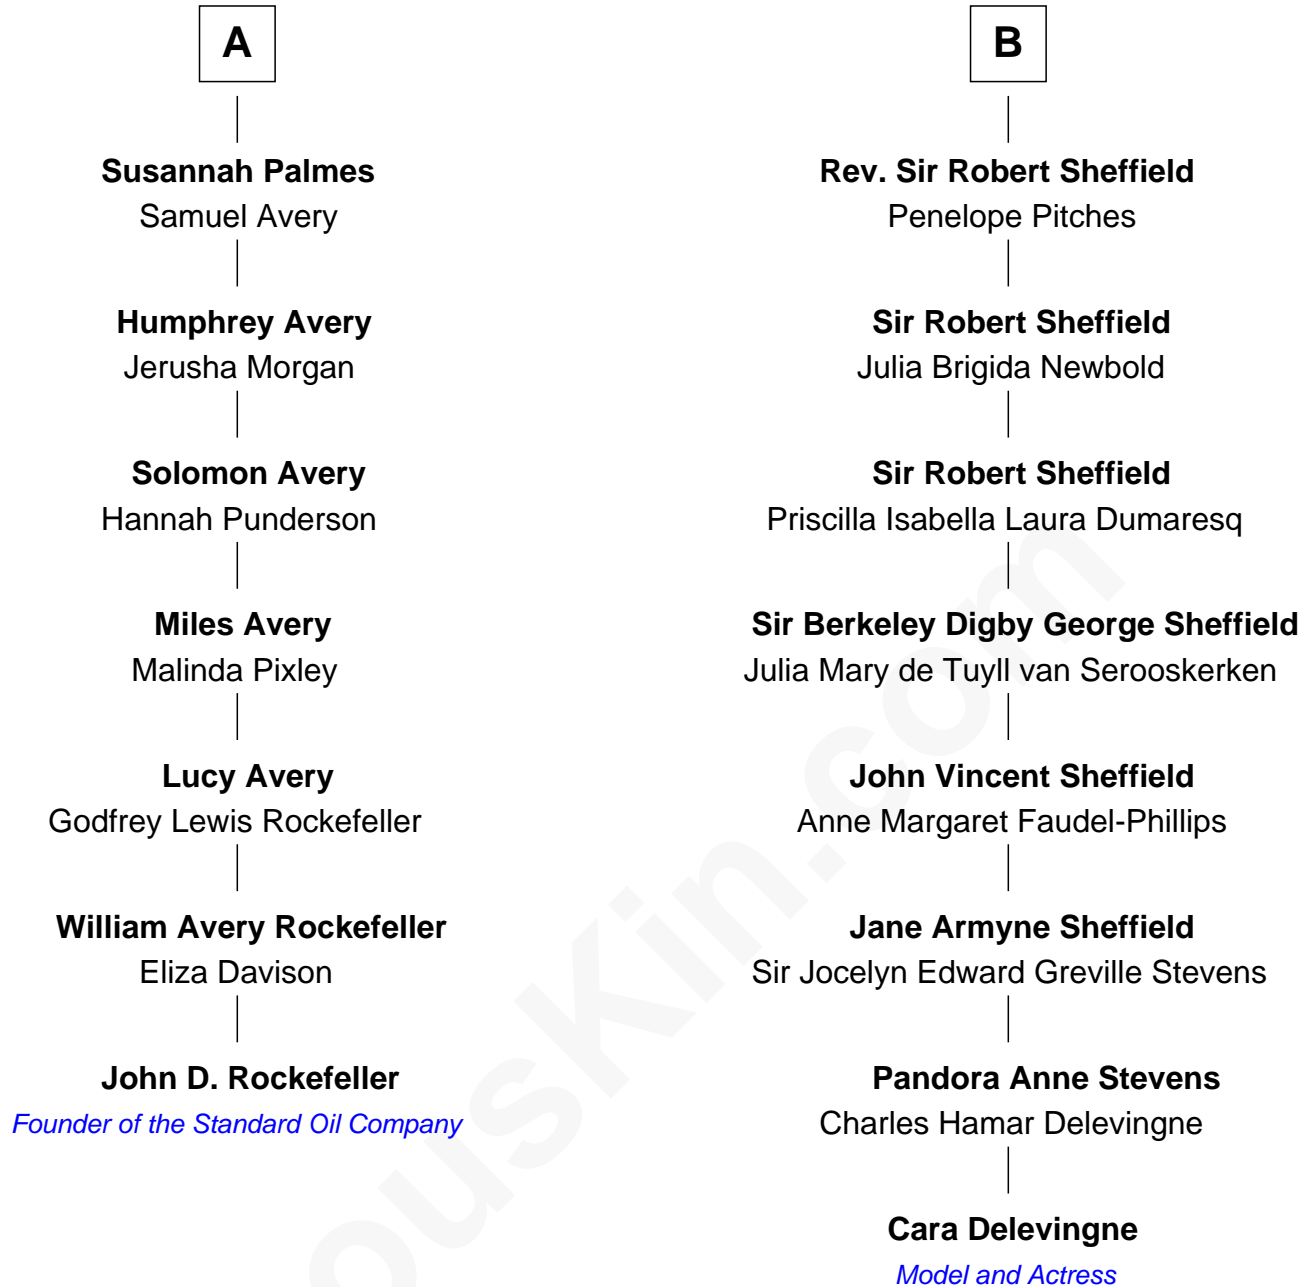 A
Susannah Palmes
Samuel Avery
Humphrey Avery
Jerusha Morgan
Solomon Avery
Hannah Punderson
Miles Avery
Malinda Pixley
Lucy Avery
Godfrey Lewis Rockefeller
William Avery Rockefeller
Eliza Davison
John D. Rockefeller
Founder of the Standard Oil Company
B
Rev. Sir Robert Sheffield
Penelope Pitches
Sir Robert Sheffield
Julia Brigida Newbold
Sir Robert Sheffield
Priscilla Isabella Laura Dumaresq
Sir Berkeley Digby George Sheffield
Julia Mary de Tuyll van Serooskerken
John Vincent Sheffield
Anne Margaret Faudel-Phillips
Jane Armyne Sheffield
Sir Jocelyn Edward Greville Stevens
Pandora Anne Stevens
Charles Hamar Delevingne
Cara Delevingne
Model and Actress
ousKin.com